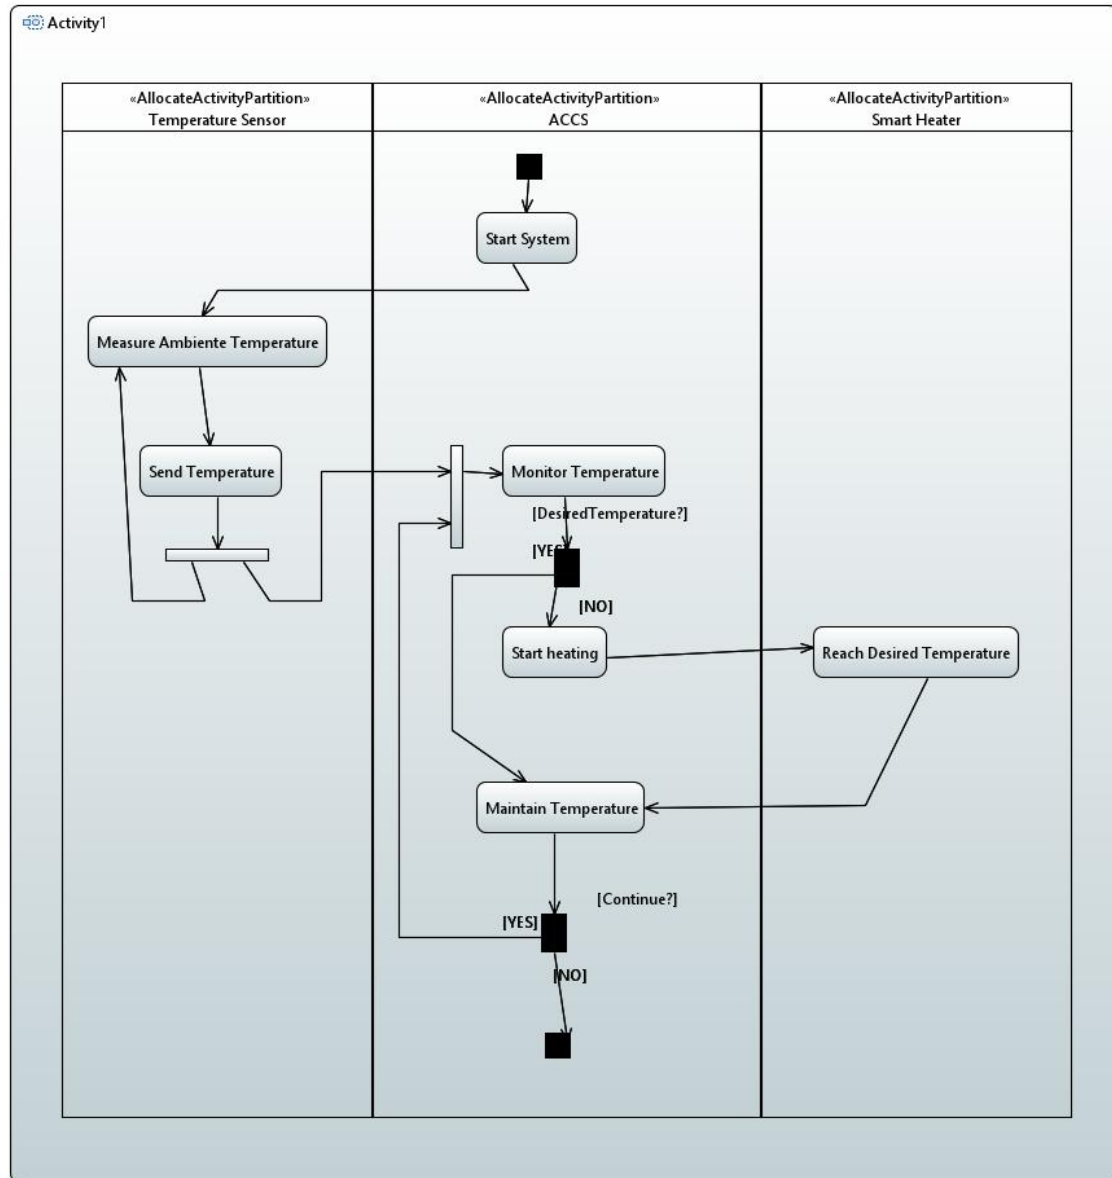 Activity1
«AllocateActivityPartition»
Temperature Sensor
«AllocateActivityPartition»
ACCS
«AllocateActivityPartition»
Smart Heater
Start System
Measure Ambiente Temperature
Send Temperature
Monitor Temperature
[DesiredTemperature?]
[YES]
[NO]
Start heating
Reach Desired Temperature
Maintain Temperature
[Continue?]
[YES]
[NO]